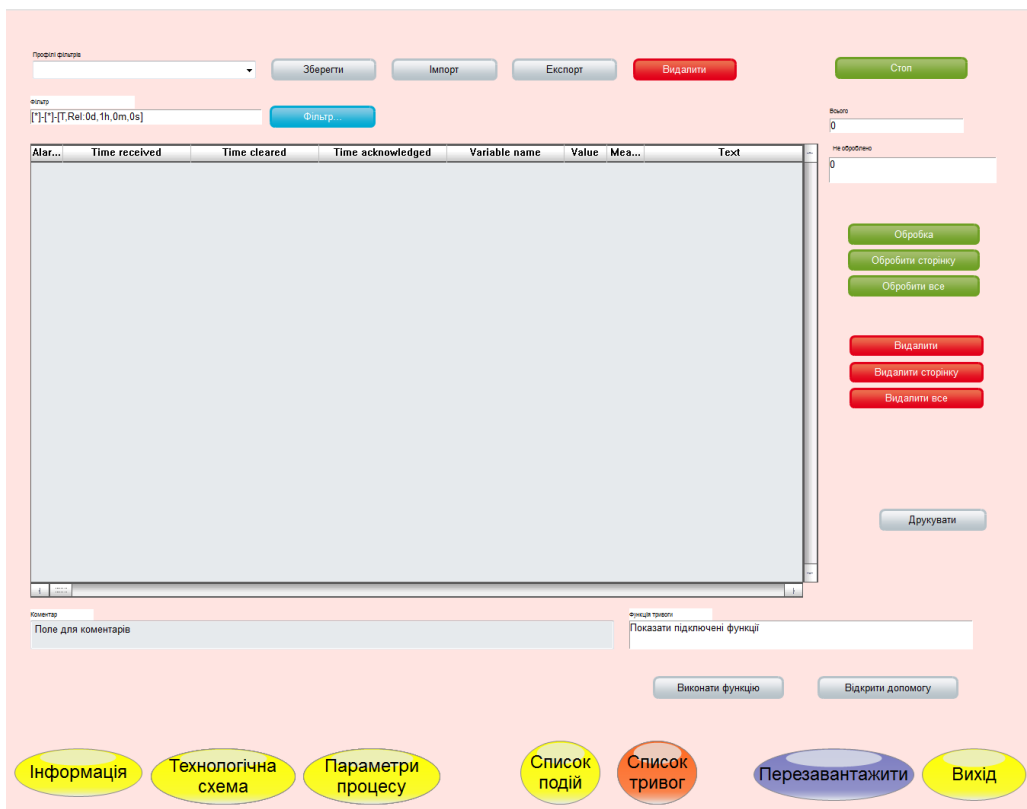 Профілі фільтрів
Зберегти
Імпорт
Експорт
Видалити
Стоп
Фільтр
[*]-[*]-[T,Rel:0d,1h,0m,0s]
Фільтр...
Всього
0
Не оброблено
0
Alar... Time received Time cleared Time acknowledged Variable name Value Mea... Text
Обробка
Обробити сторінку
Обробити все
Видалити
Видалити сторінку
Видалити все
Друкувати
Коментар
Поле для коментарів
Функція тривоги
Показати підключені функції
Виконати функцію
Відкрити допомогу
Інформація
Технологічна
схема
Параметри
процесу
Список
подій
Список
тривог
Перезавантажити
Вихід